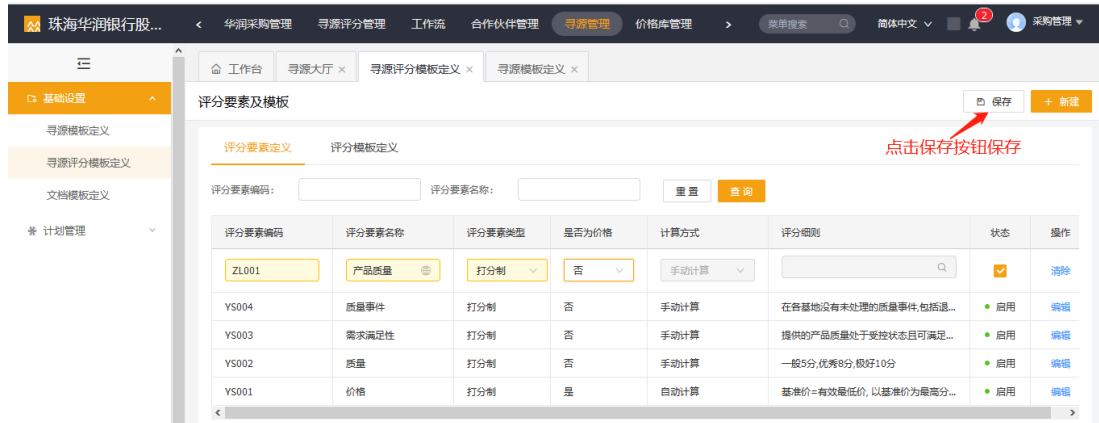 珠海华润银行股... 华润采购管理 寻源评分管理 工作流 合作伙伴管理 寻源管理 价格库管理 菜单搜索 简体中文 2 采购管理
工作台 寻源大厅 × 寻源评分模板定义 × 寻源模板定义 ×
基础设置
寻源模板定义
寻源评分模板定义
文档模板定义
计划管理
评分要素及模板 保存 + 新建
点击保存按钮保存
评分要素定义 评分模板定义
评分要素编码: 评分要素名称: 重置 查询
评分要素编码 评分要素名称 评分要素类型 是否为价格 计算方式 评分细则 状态 操作
ZL001 产品质量 打分制 否 手动计算 清除
YS004 质量事件 打分制 否 手动计算 在各基地没有未处理的质量事件,包括退... 启用 编辑
YS003 需求满足性 打分制 否 手动计算 提供的产品质量处于受控状态且可满足... 启用 编辑
YS002 质量 打分制 否 手动计算 一般5分,优秀8分,极好10分 启用 编辑
YS001 价格 打分制 是 自动计算 基准价=有效最低价, 以基准价为最高分... 启用 编辑